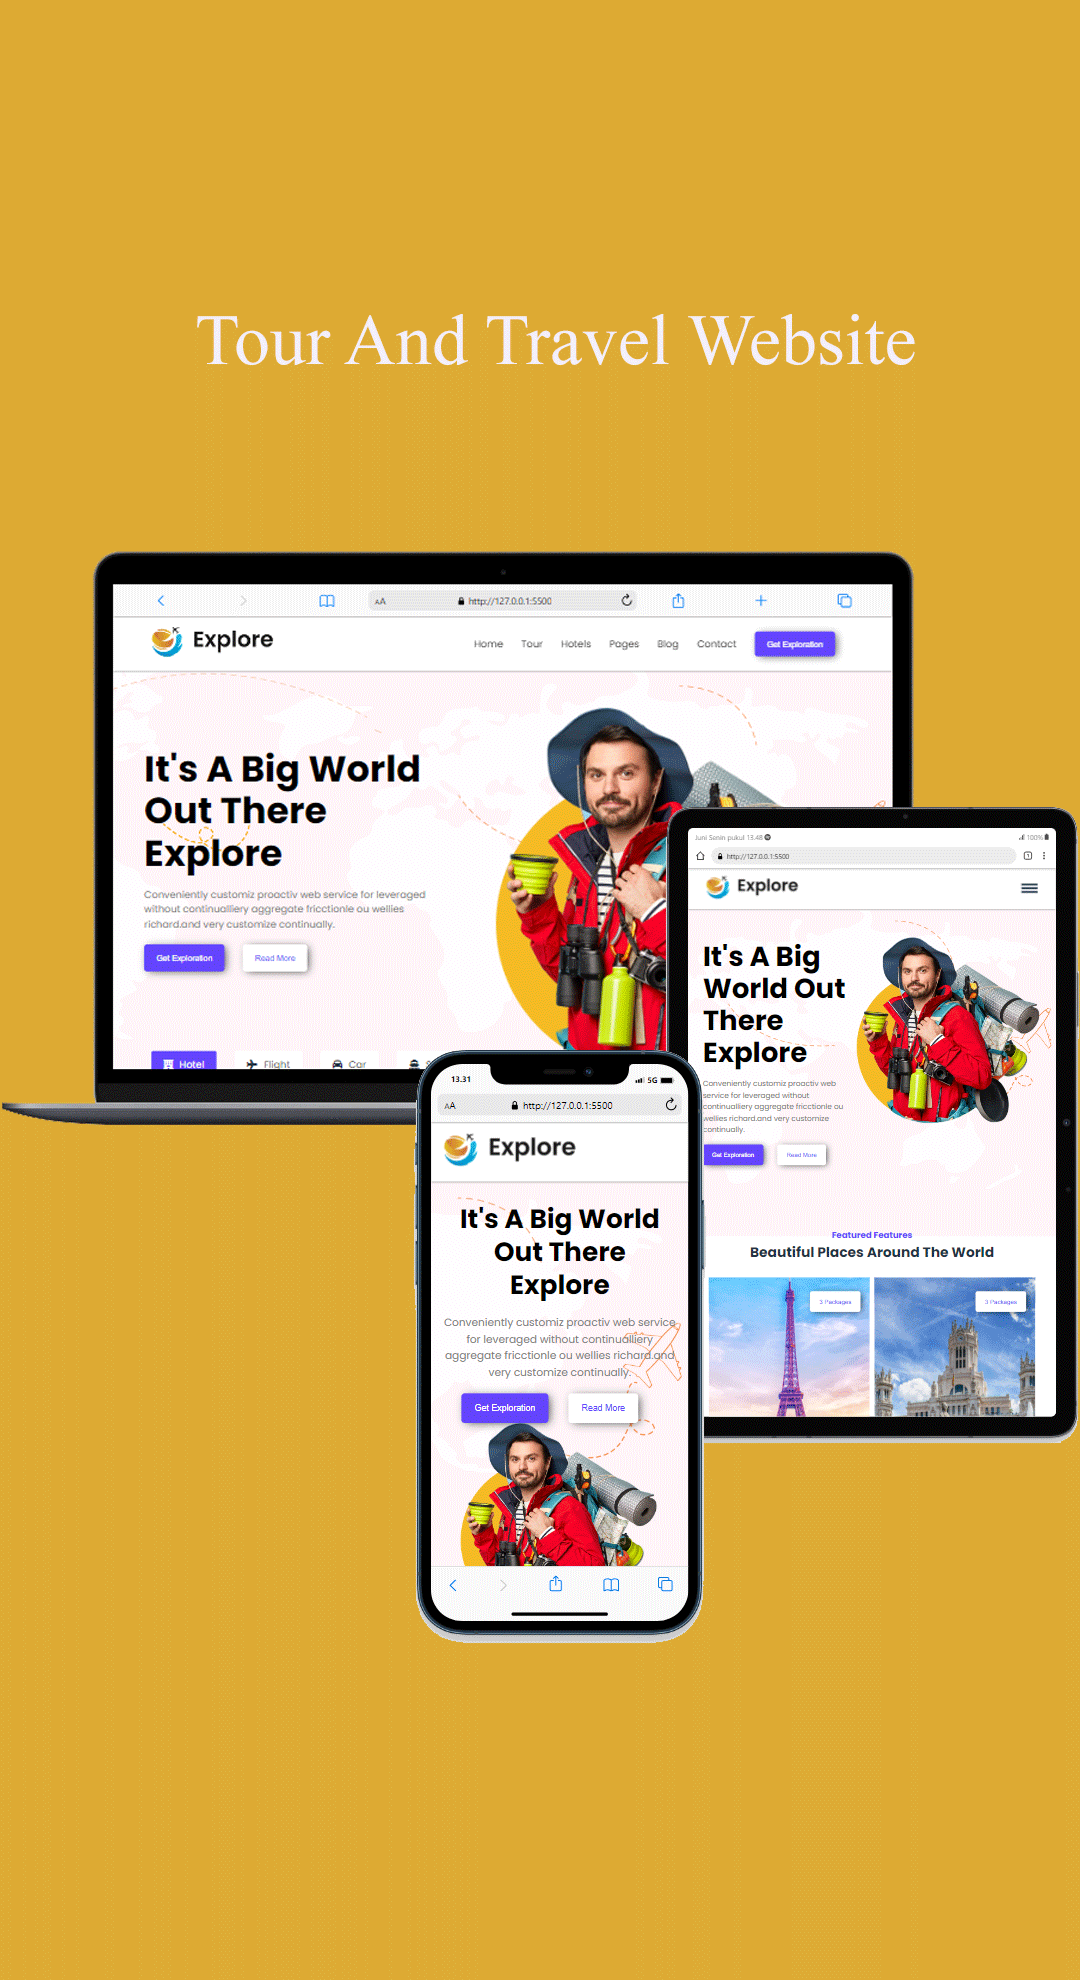 Tour And Travel Website
AA http://127.0.0.1:5500
Explore
Home Tour Hotels Pages Blog Contact Get Exploration
It's A Big World
Out There
Explore
Conveniently customiz proactiv web service for leveraged
without continualliery aggregate fricctionle ou wellies
richard.and very customize continually.
Get Exploration Read More
Hotel Flight Car
Juni Senin pukul 13.48 100%
http://127.0.0.1:5500 1
Explore
It's A Big
World Out
There
Explore
Conveniently customiz proactiv web
service for leveraged without
continualliery aggregate fricctionle ou
wellies richard.and very customize
continually.
Get Exploration Read More
Featured Features
Beautiful Places Around The World
3 Packages 3 Packages
13.31 5G
AA http://127.0.0.1:5500
Explore
It's A Big World
Out There
Explore
Conveniently customiz proactiv web service
for leveraged without continualliery
aggregate fricctionle ou wellies richard.and
very customize continually.
Get Exploration Read More